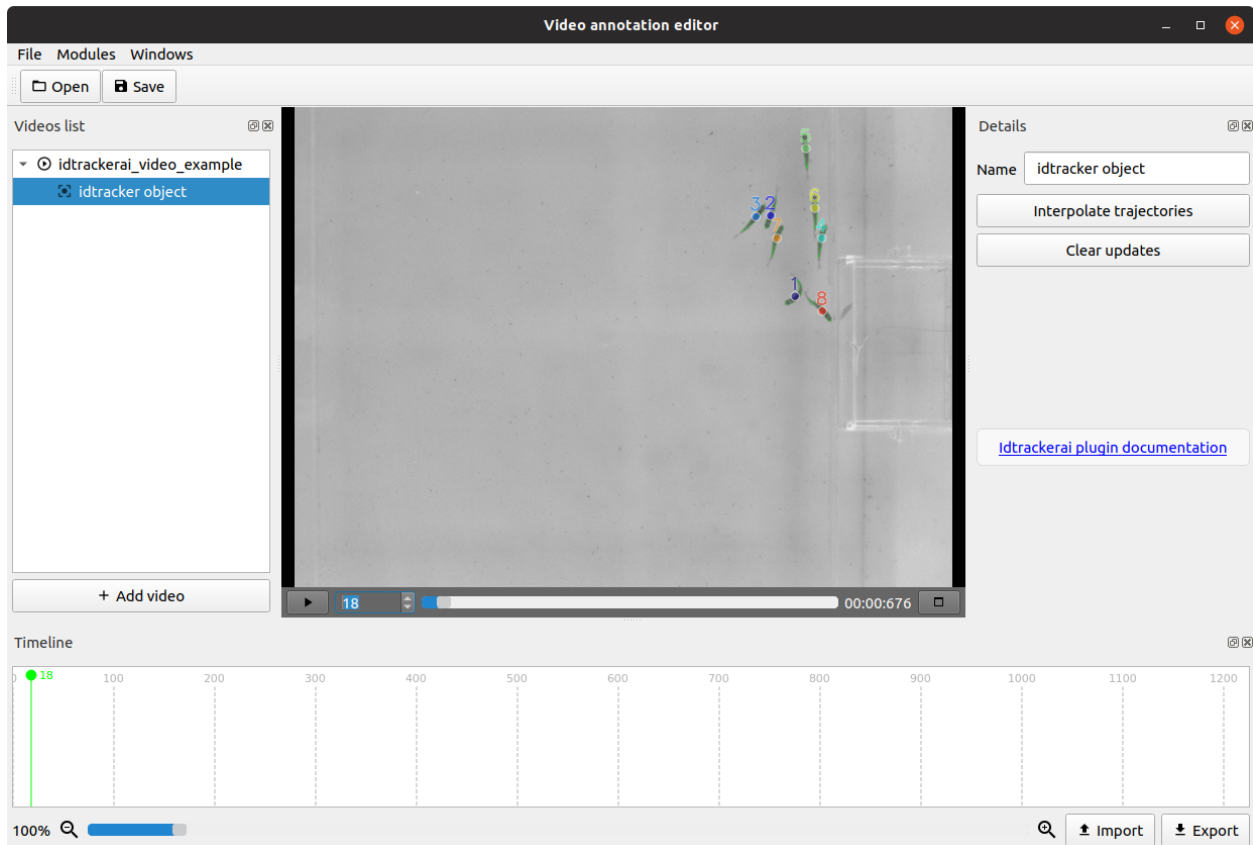 Video annotation editor
File Modules Windows
Open Save
Videos list
idtrackerai_video_example
idtracker object
+ Add video
5
6
3 2
4
1
8
18
00:00:676
Details
Name idtracker object
Interpolate trajectories
Clear updates
Idtrackerai plugin documentation
Timeline
18 100 200 300 400 500 600 700 800 900 1000 1100 1200
100% Import Export